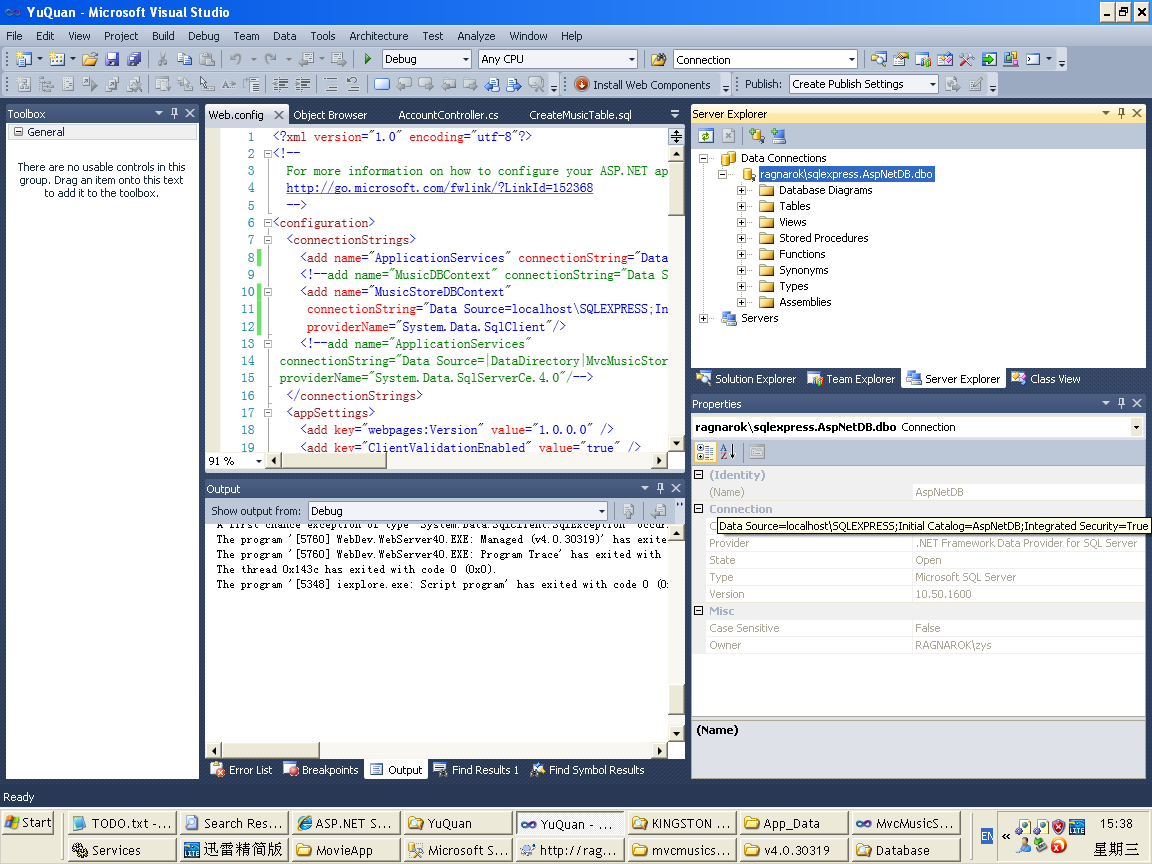 YuQuan - Microsoft Visual Studio
File Edit View Project Build Debug Team Data Tools Architecture Test Analyze Window Help
Debug Any CPU Connection
Install Web Components Publish: Create Publish Settings
Toolbox
General
There are no usable controls in this
group. Drag an item onto this text
to add it to the toolbox.
Web.config Object Browser AccountController.cs CreateMusicTable.sql
1 <?xml version="1.0" encoding="utf-8"?>
2 <!--
3 For more information on how to configure your ASP.NET ap
4 http://go.microsoft.com/fwlink/?LinkId=152368
5 -->
6 <configuration>
7 <connectionStrings>
8 <add name="ApplicationServices" connectionString="Data
9 <!--add name="MusicDBContext" connectionString="Data S
10 <add name="MusicStoreDBContext"
11 connectionString="Data Source=localhost\SQLEXPRESS;In
12 providerName="System.Data.SqlClient"/>
13 <!--add name="ApplicationServices"
14 connectionString="Data Source=|DataDirectory|MvcMusicStor
15 providerName="System.Data.SqlServerCe.4.0"/-->
16 </connectionStrings>
17 <appSettings>
18 <add key="webpages:Version" value="1.0.0.0" />
19 <add key="ClientValidationEnabled" value="true" />
91 %
Output
Show output from: Debug
A first chance exception of type 'System.Data.SqlClient.SqlException' occur
The program '[5760] WebDev.WebServer40.EXE: Managed (v4.0.30319)' has exite
The program '[5760] WebDev.WebServer40.EXE: Program Trace' has exited with
The thread 0x143c has exited with code 0 (0x0).
The program '[5348] iexplore.exe: Script program' has exited with code 0 (0x
Error List Breakpoints Output Find Results 1 Find Symbol Results
Server Explorer
Data Connections
ragnarok\sqlexpress.AspNetDB.dbo
Database Diagrams
Tables
Views
Stored Procedures
Functions
Synonyms
Types
Assemblies
Servers
Solution Explorer Team Explorer Server Explorer Class View
Properties
ragnarok\sqlexpress.AspNetDB.dbo Connection
(Identity)
(Name) AspNetDB
Connection
Data Source=localhost\SQLEXPRESS;Initial Catalog=AspNetDB;Integrated Security=True
Provider .NET Framework Data Provider for SQL Server
State Open
Type Microsoft SQL Server
Version 10.50.1600
Misc
Case Sensitive False
Owner RAGNAROK\zys
(Name)
Ready
Start TODO.txt -... Search Res... ASP.NET S... YuQuan YuQuan - ... KINGSTON ... App_Data MvcMusicS... EN 15:38
Services 迅雷精简版 MovieApp Microsoft S... http://rag... mvcmusics... v4.0.30319 Database 星期三